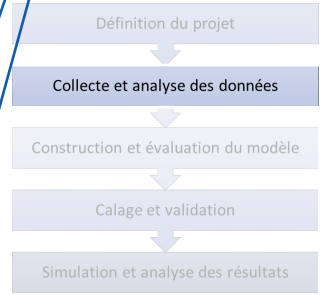 Définition du projet
Collecte et analyse des données
Construction et évaluation du modèle
Calage et validation
Simulation et analyse des résultats